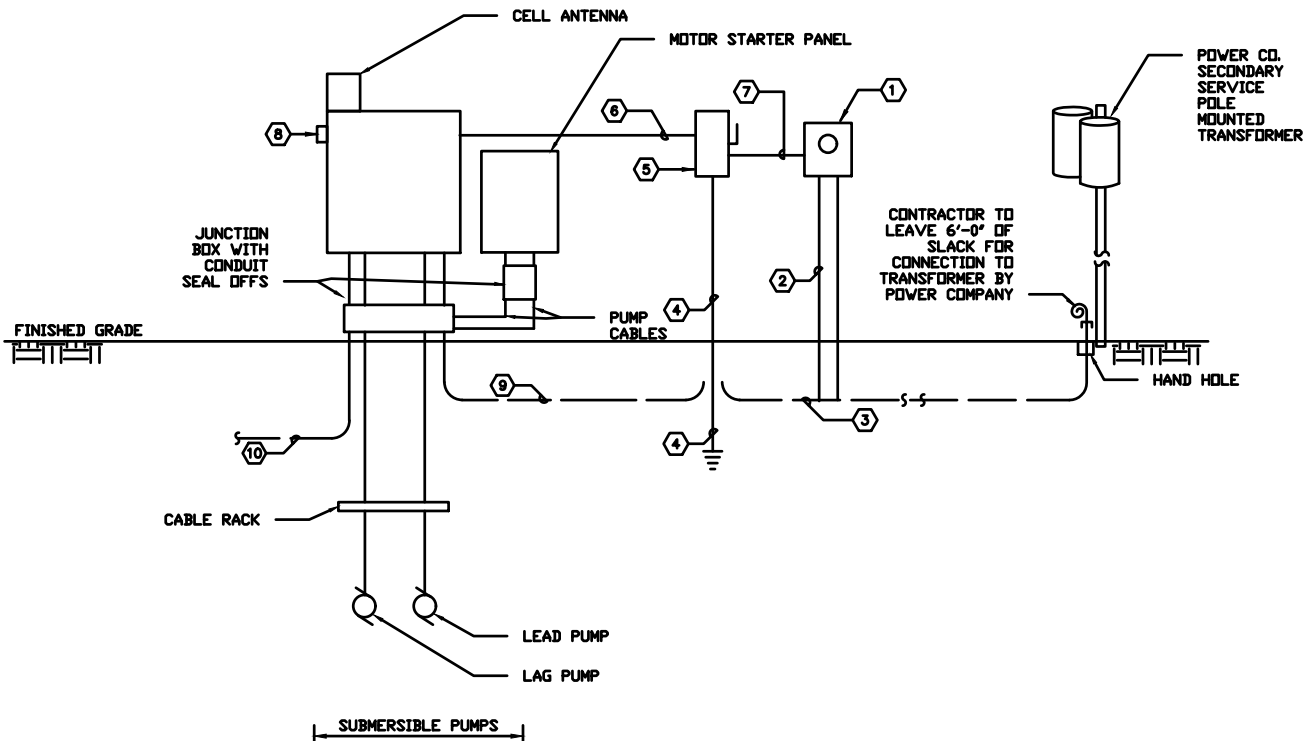 CELL ANTENNA
MOTOR STARTER PANEL
POWER CO.
SECONDARY
SERVICE
POLE
MOUNTED
TRANSFORMER
7
1
6
8
5
CONTRACTOR TO
LEAVE 6'-0" OF
SLACK FOR
CONNECTION TO
TRANSFORMER BY
POWER COMPANY
JUNCTION
BOX WITH
CONDUIT
SEAL OFFS
2
4
PUMP
CABLES
FINISHED GRADE
HAND HOLE
9
3
4
10
CABLE RACK
LEAD PUMP
LAG PUMP
SUBMERSIBLE PUMPS